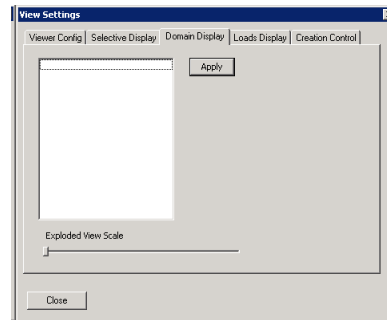 View Settings
Viewer Config Selective Display Domain Display Loads Display Creation Control
Apply
Exploded View Scale
Close